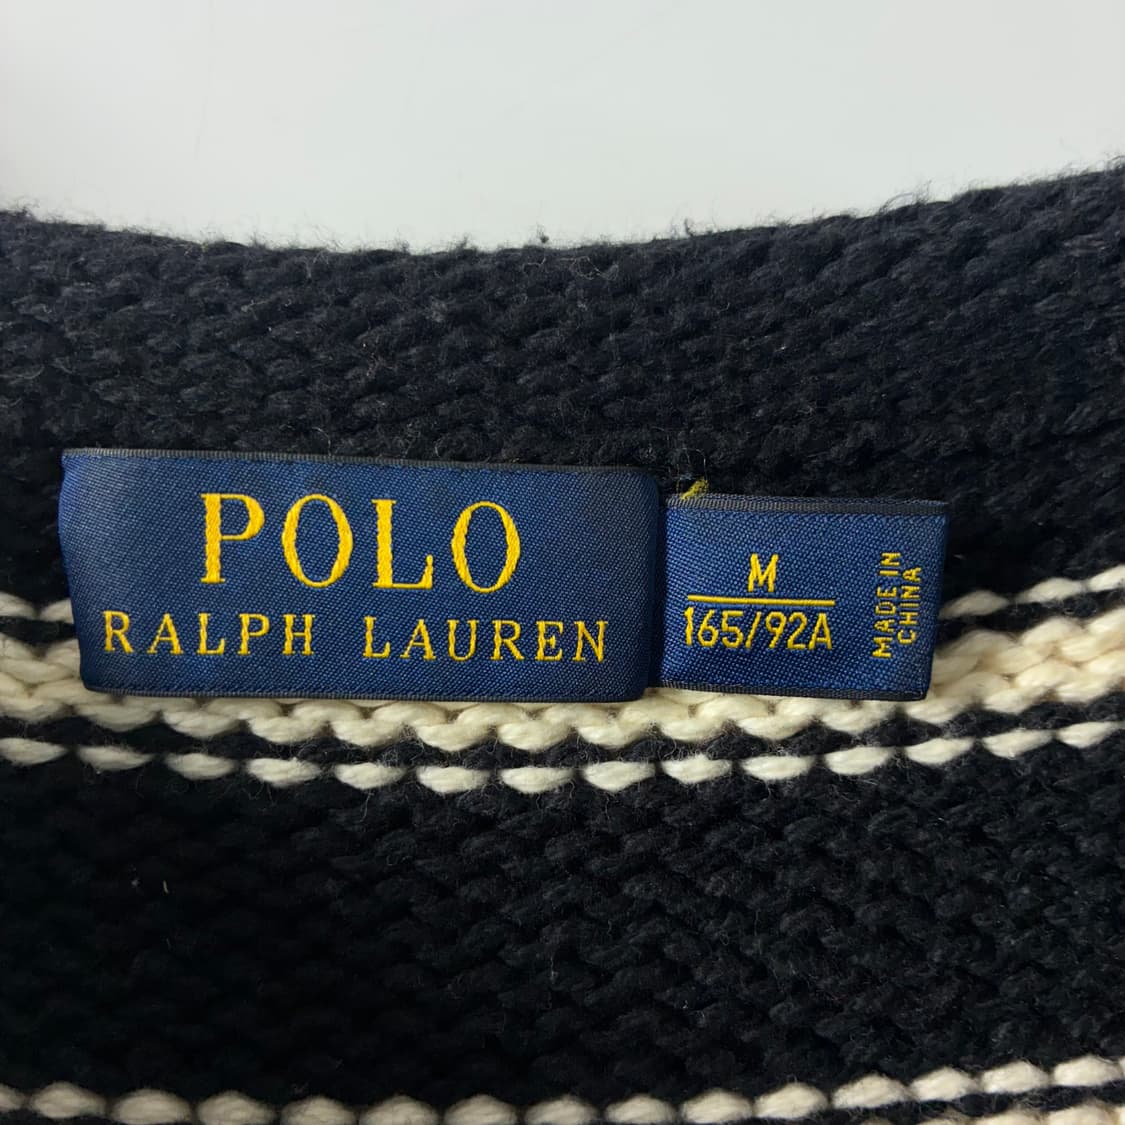 POLO
RALPH LAUREN
M
165/92A
MADE IN
CHINA